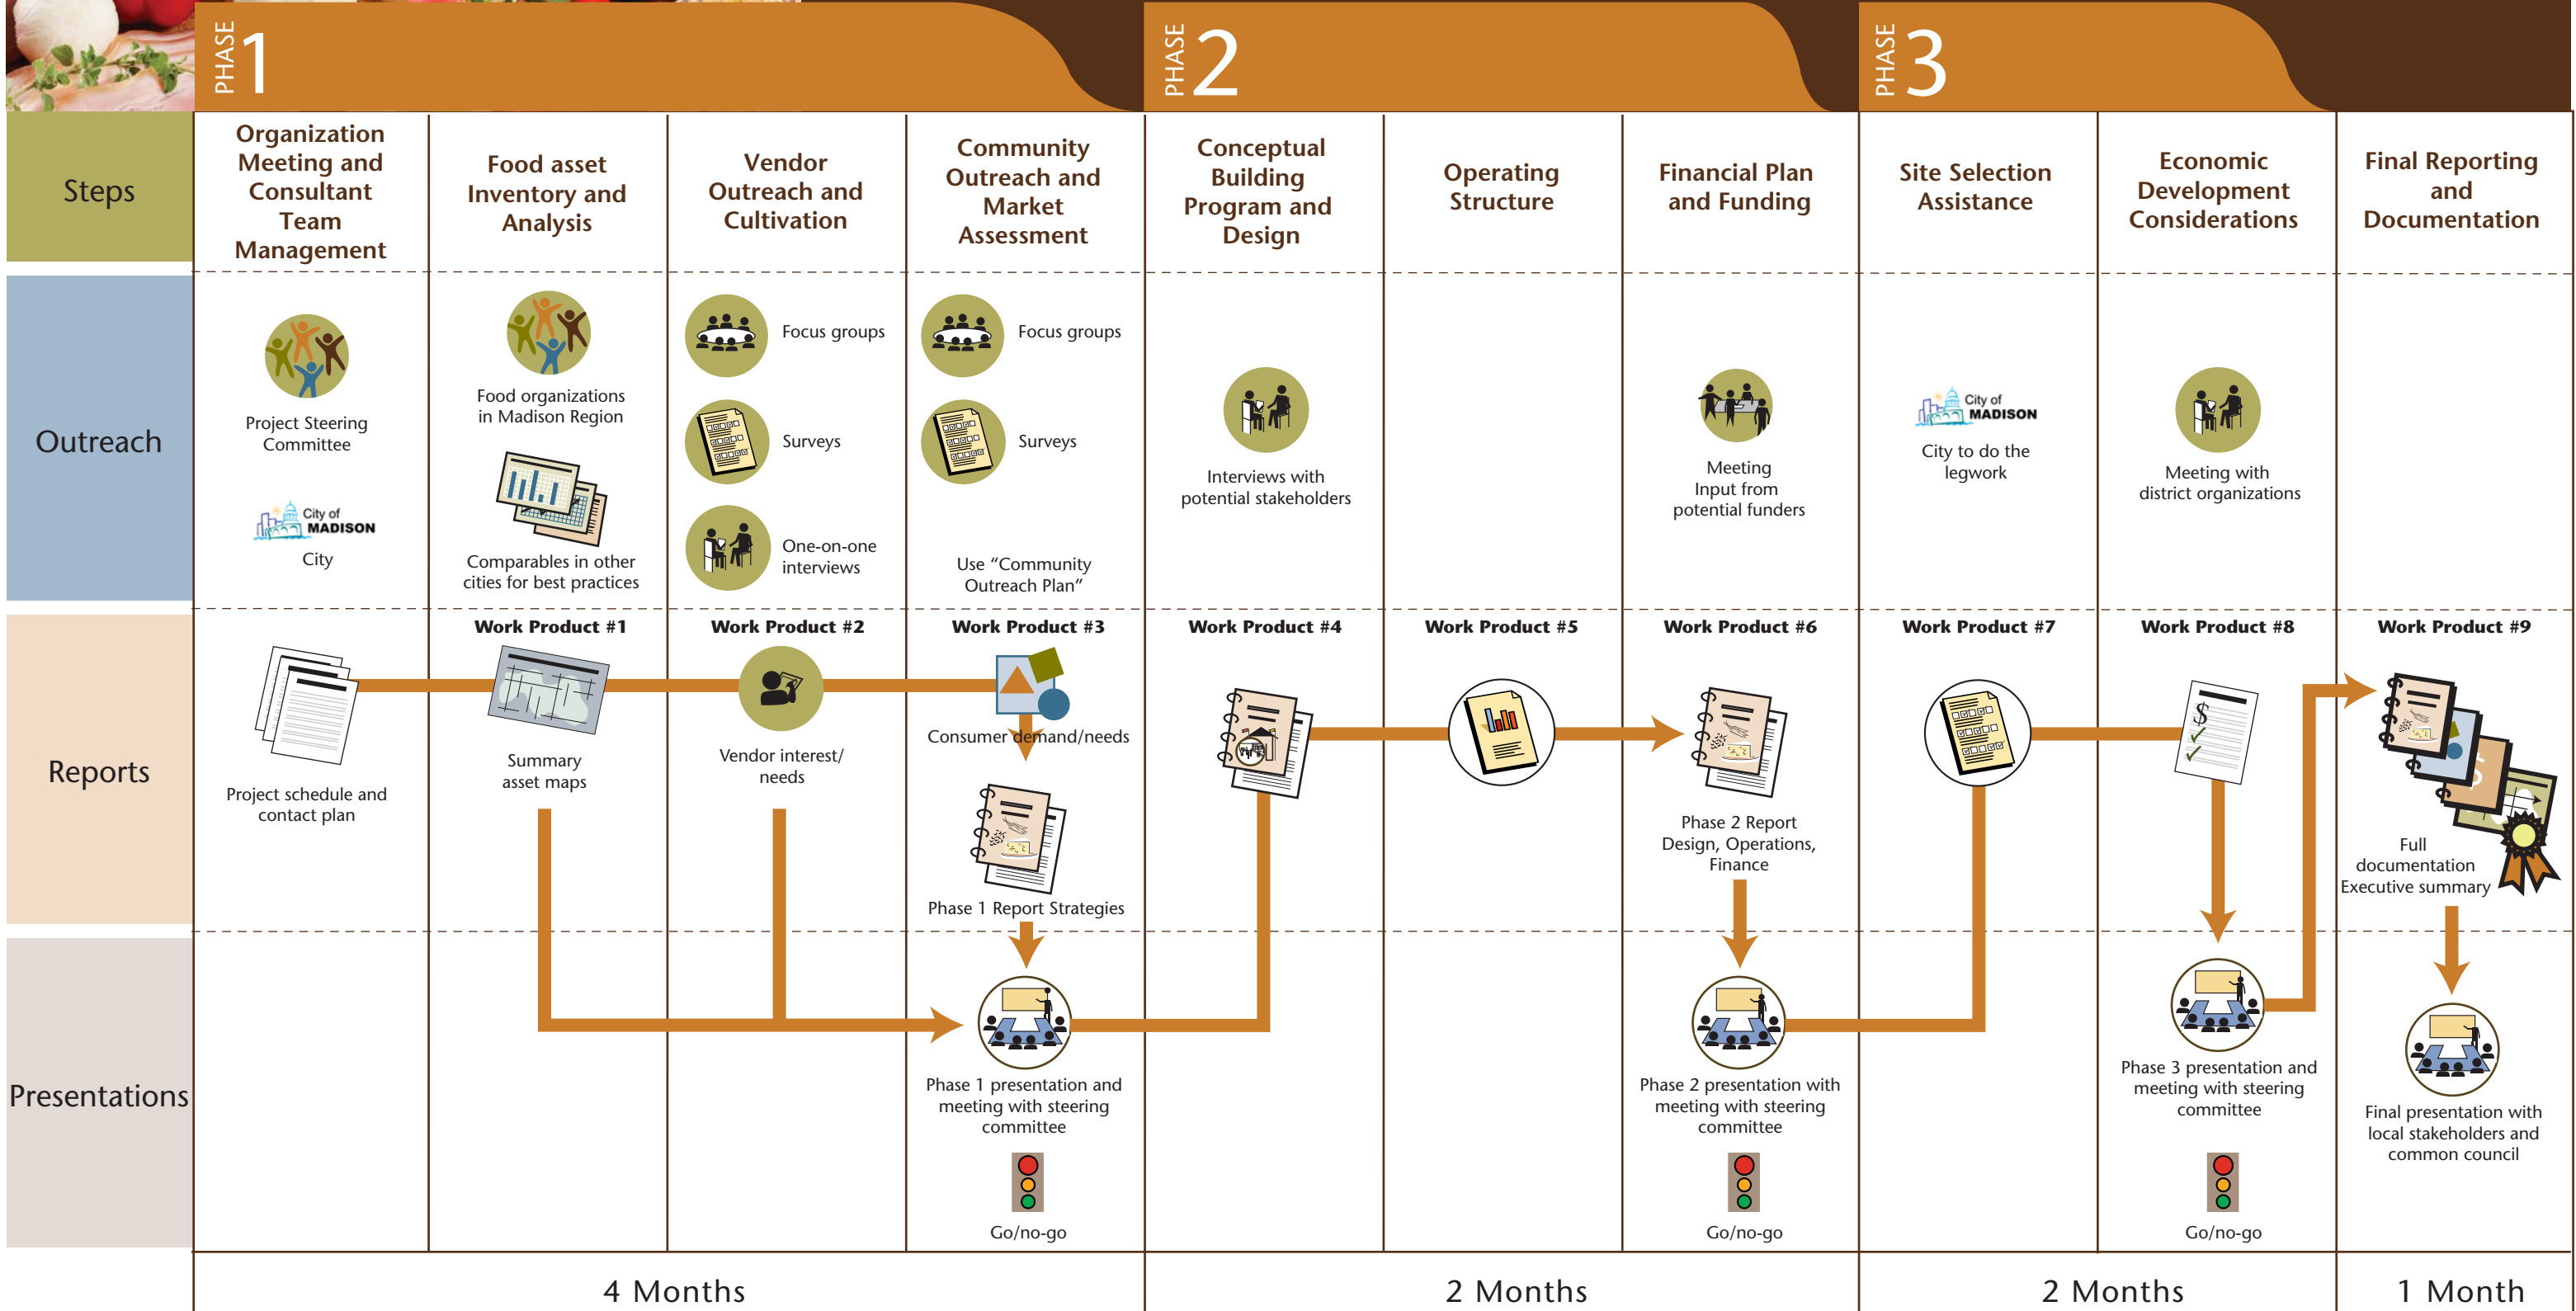 PHASE 1
PHASE 2
PHASE 3
Steps
Organization
Meeting and
Consultant
Team
Management
Food asset
Inventory and
Analysis
Vendor
Outreach and
Cultivation
Community
Outreach and
Market
Assessment
Conceptual
Building
Program and
Design
Operating
Structure
Financial Plan
and Funding
Site Selection
Assistance
Economic
Development
Considerations
Final Reporting
and
Documentation
Outreach
Project Steering
Committee
City of
MADISON
City
Food organizations
in Madison Region
Comparables in other
cities for best practices
Focus groups
Surveys
One-on-one
interviews
Focus groups
Surveys
Use “Community
Outreach Plan”
Interviews with
potential stakeholders
Meeting
Input from
potential funders
City of
MADISON
City to do the
legwork
Meeting with
district organizations
Reports
Project schedule and
contact plan
Work Product #1
Summary
asset maps
Work Product #2
Vendor interest/
needs
Work Product #3
Consumer demand/needs
Phase 1 Report Strategies
Work Product #4
Work Product #5
Work Product #6
Phase 2 Report
Design, Operations,
Finance
Work Product #7
Work Product #8
$
Work Product #9
Full
documentation
Executive summary
Presentations
Phase 1 presentation and
meeting with steering
committee
Go/no-go
Phase 2 presentation with
meeting with steering
committee
Go/no-go
Phase 3 presentation and
meeting with steering
committee
Go/no-go
Final presentation with
local stakeholders and
common council
4 Months
2 Months
2 Months
1 Month